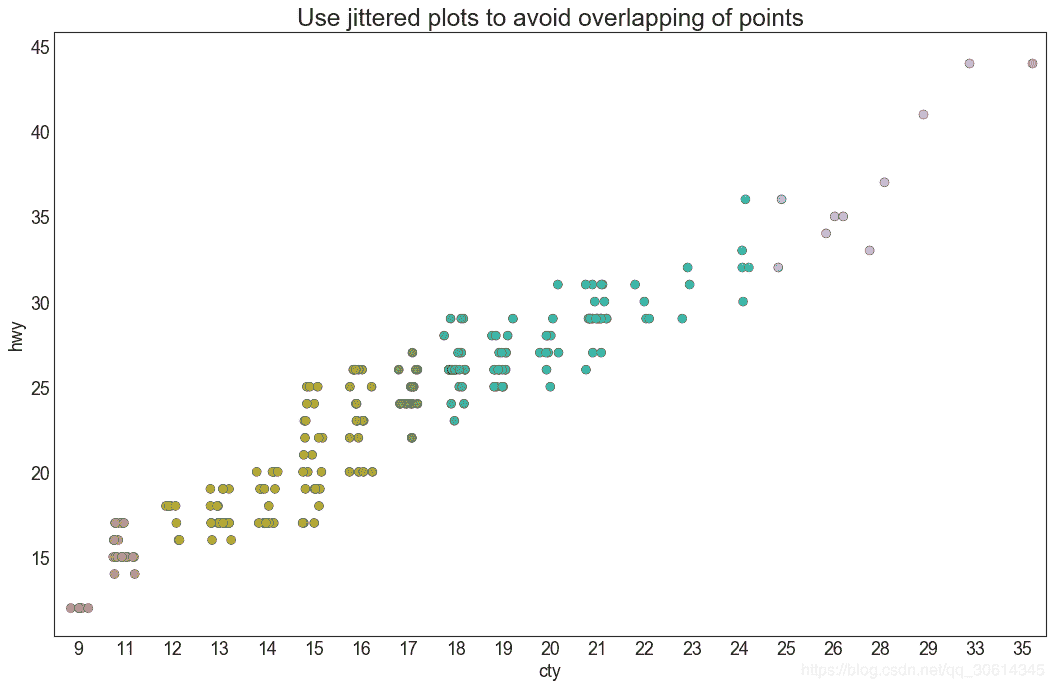 Use jittered plots to avoid overlapping of points
45
40
35
30
25
20
15
hwy
9 11 12 13 14 15 16 17 18 19 20 21 22 23 24 25 26 28 29 33 35
cty
https://blog.csdn.net/qq_30614345